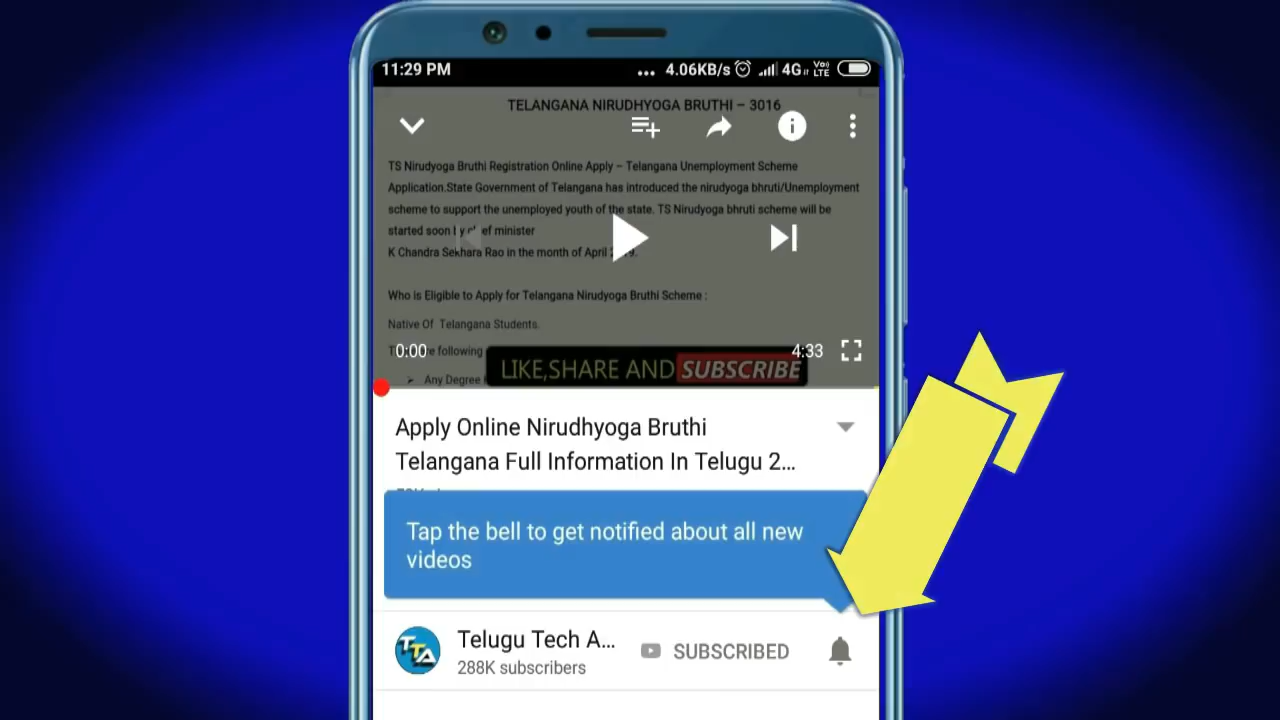 11:29 PM ... 4.06KB/s 4G VoLTE
TELANGANA NIRUDHYOGA BRUTHI – 3016
TS Nirudyoga Bruthi Registration Online Apply – Telangana Unemployment Scheme
Application.State Government of Telangana has introduced the nirudyoga bhruti/Unemployment
scheme to support the unemployed youth of the state. TS Nirudyoga bhruti scheme will be
started soon by chief minister
K Chandra Sekhara Rao in the month of April
Who is Eligible to Apply for Telangana Nirudyoga Bruthi Scheme :
Native Of Telangana Students.
0:00 following 4:33
LIKE,SHARE AND SUBSCRIBE
➢ Any Degree
Apply Online Nirudhyoga Bruthi
Telangana Full Information In Telugu 2...
Tap the bell to get notified about all new
videos
TTA
Telugu Tech A... SUBSCRIBED
288K subscribers